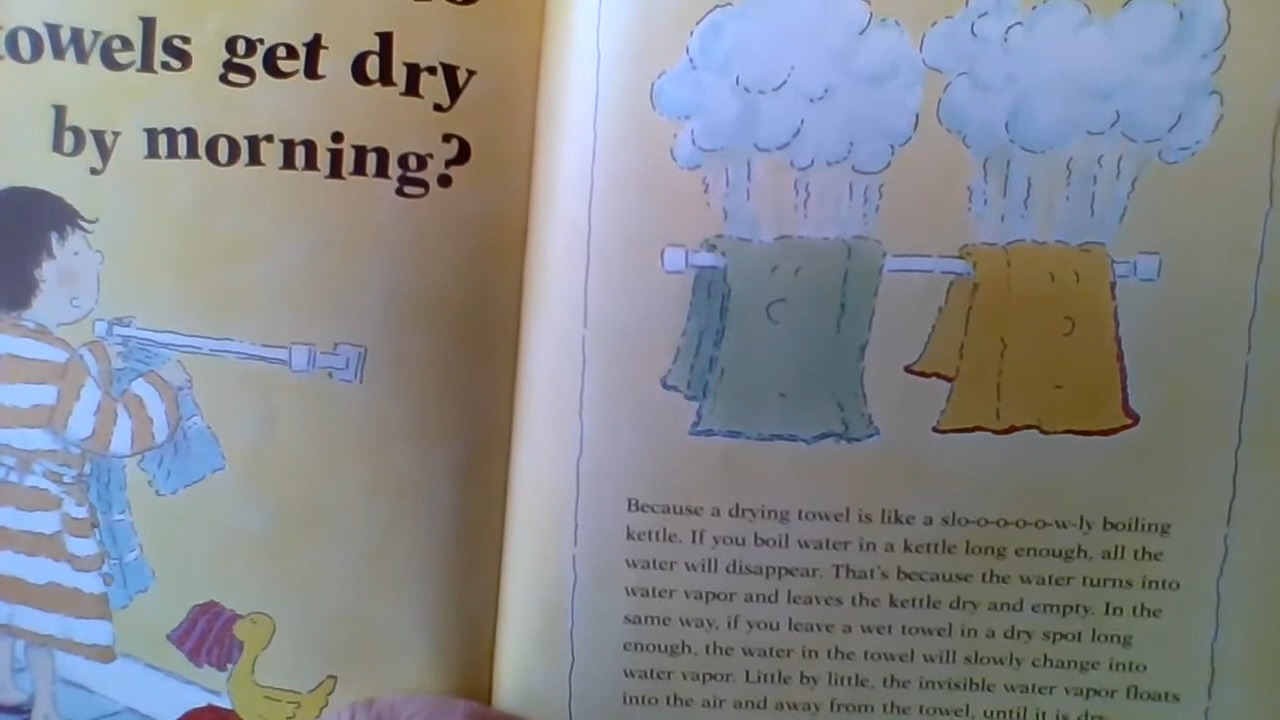 towels get dry
by morning?
Because a drying towel is like a slo-o-o-o-o-w-ly boiling
kettle. If you boil water in a kettle long enough, all the
water will disappear. That's because the water turns into
water vapor and leaves the kettle dry and empty. In the
same way, if you leave a wet towel in a dry spot long
enough, the water in the towel will slowly change into
water vapor. Little by little, the invisible water vapor floats
into the air and away from the towel, until it is